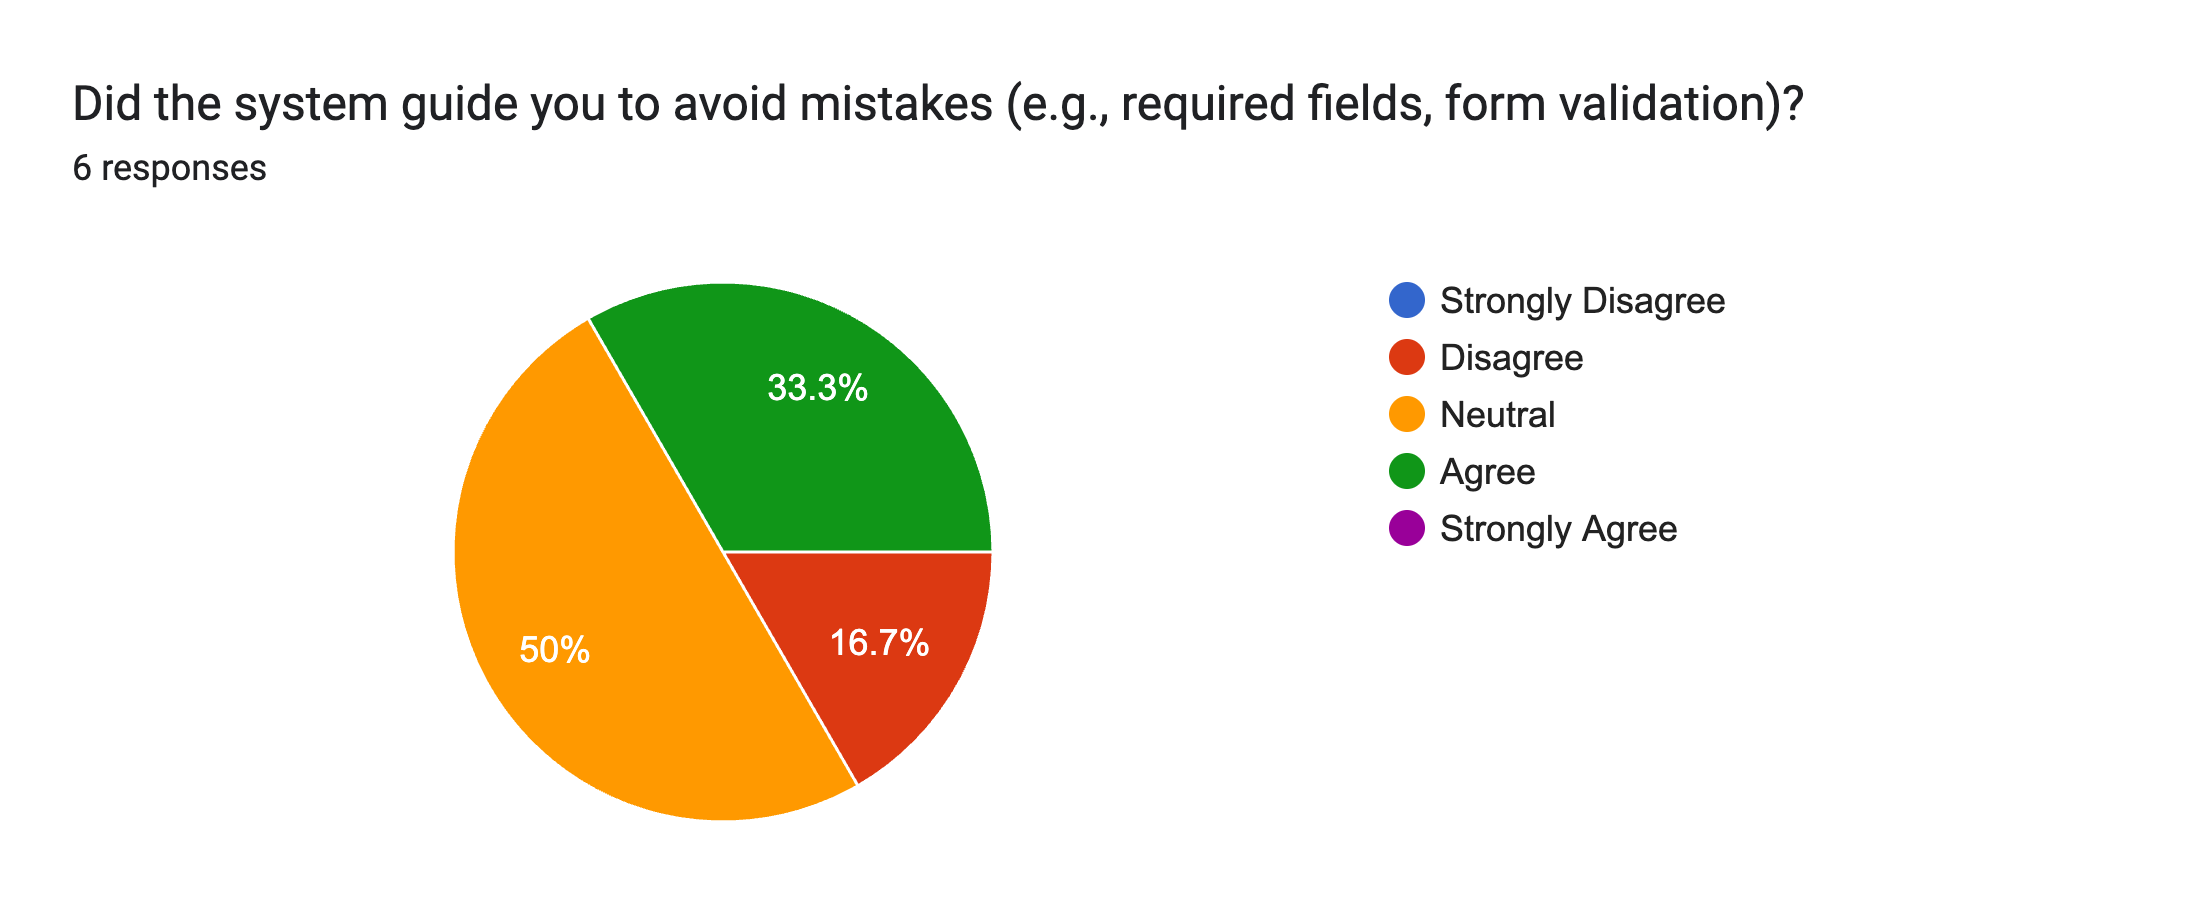 Did the system guide you to avoid mistakes (e.g., required fields, form validation)?
6 responses
33.3%
50%
16.7%
Strongly Disagree
Disagree
Neutral
Agree
Strongly Agree